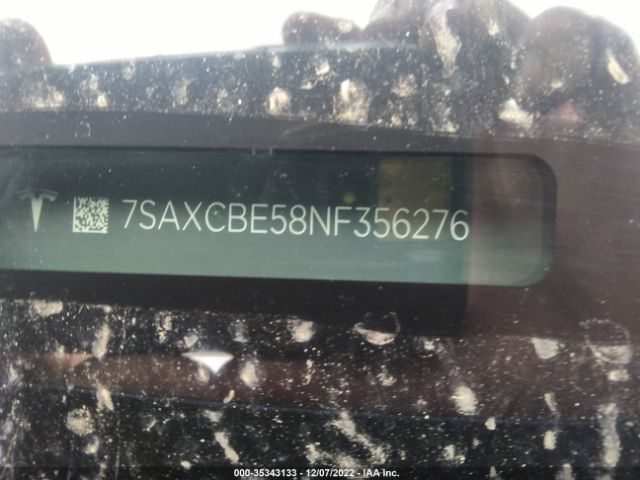 7SAXCBE58NF356276
000-35343133 - 12/07/2022 - IAA Inc.